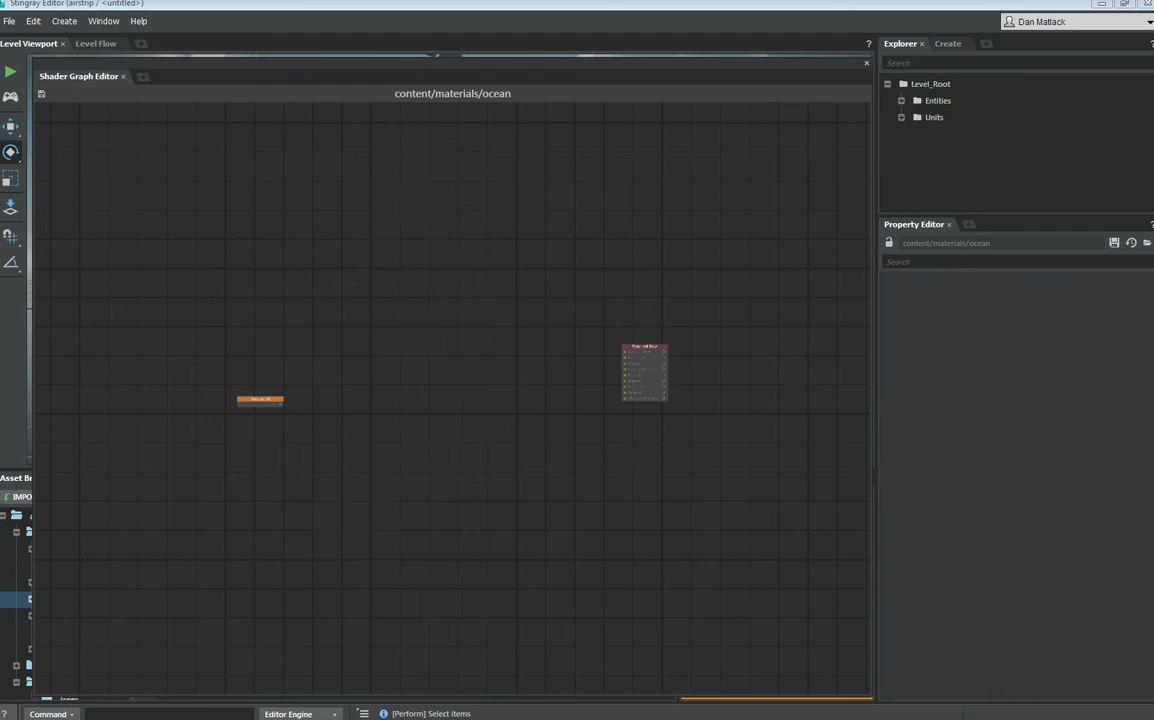 Stingray Editor (airstrip / <untitled>)
File Edit Create Window Help
Dan Matlack
Level Viewport × Level Flow
Explorer × Create
Search
Shader Graph Editor ×
content/materials/ocean
Level_Root
Entities
Units
Property Editor ×
content/materials/ocean
Search
Asset Br
IMPO
Command
Editor Engine
[Perform] Select items